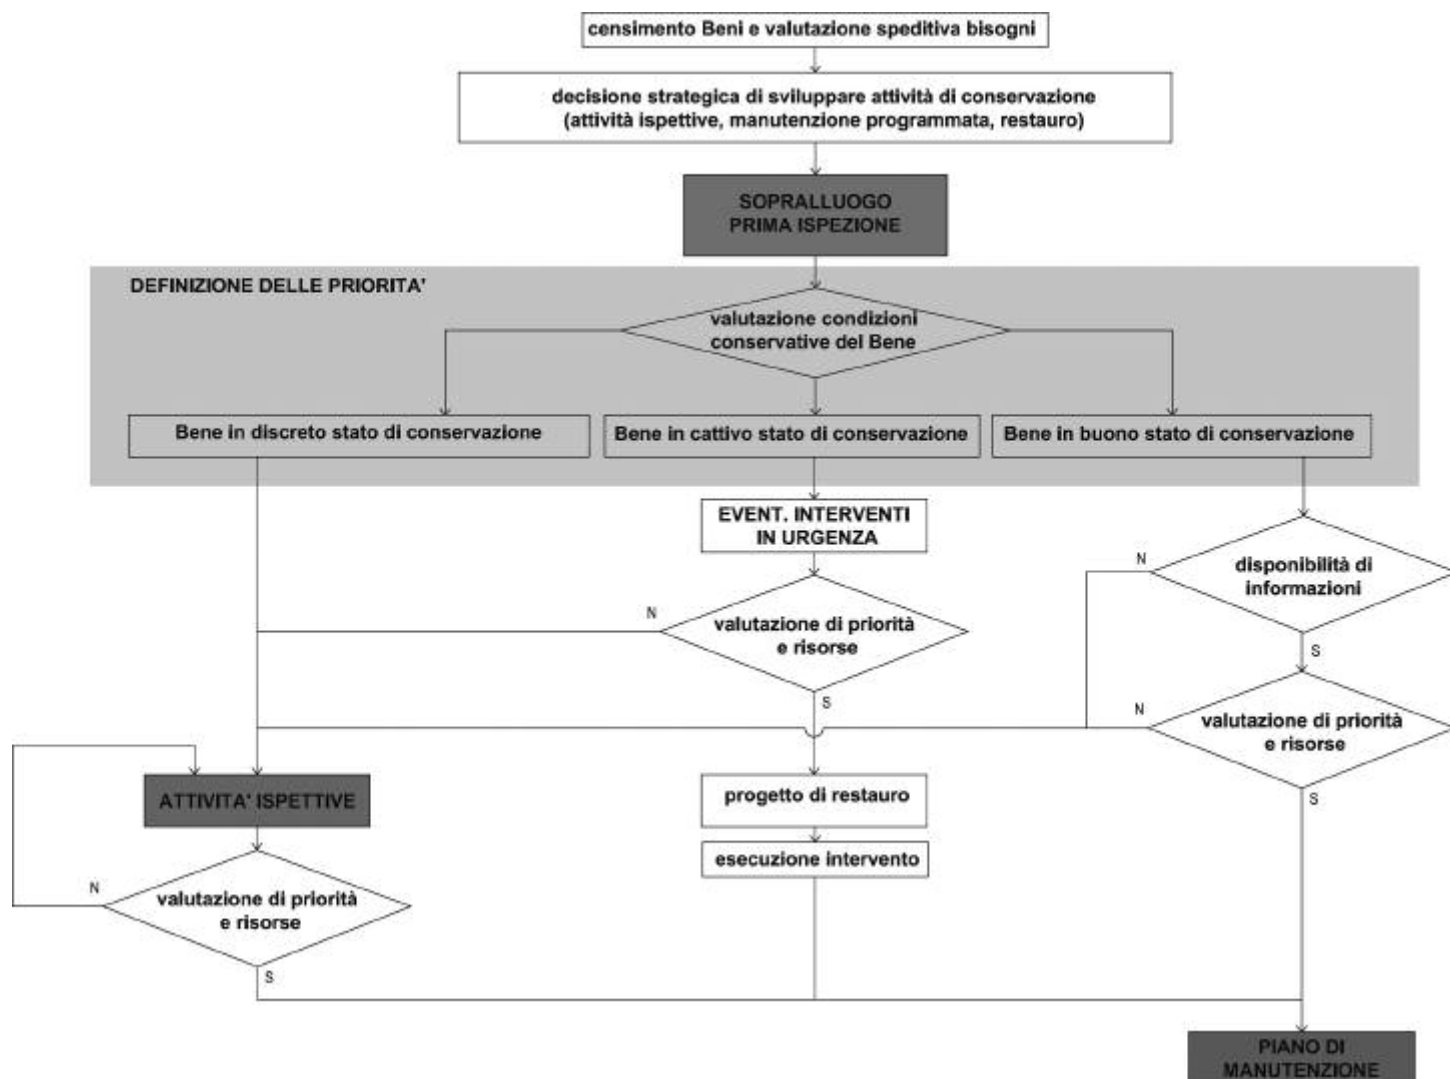 censimento Beni e valutazione speditiva bisogni
decisione strategica di sviluppare attività di conservazione
(attività ispettive, manutenzione programmata, restauro)
SOPRALLUOGO
PRIMA ISPEZIONE
DEFINIZIONE DELLE PRIORITA'
valutazione condizioni
conservative del Bene
Bene in discreto stato di conservazione
Bene in cattivo stato di conservazione
Bene in buono stato di conservazione
EVENT. INTERVENTI
IN URGENZA
N
disponibilità di
informazioni
N
valutazione di priorità
e risorse
S
S
N
valutazione di priorità
e risorse
ATTIVITA' ISPETTIVE
progetto di restauro
S
esecuzione intervento
N
valutazione di priorità
e risorse
S
PIANO DI
MANUTENZIONE